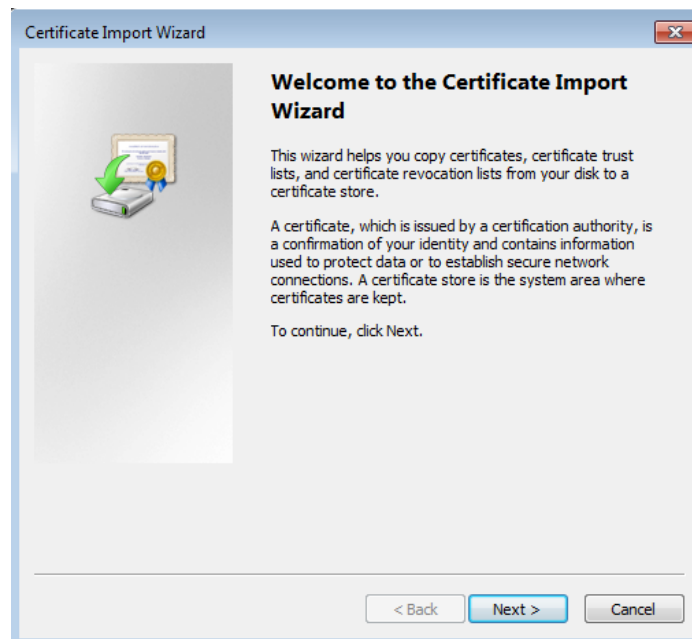 Certificate Import Wizard
Welcome to the Certificate Import
Wizard
This wizard helps you copy certificates, certificate trust
lists, and certificate revocation lists from your disk to a
certificate store.
A certificate, which is issued by a certification authority, is
a confirmation of your identity and contains information
used to protect data or to establish secure network
connections. A certificate store is the system area where
certificates are kept.
To continue, click Next.
< Back Next > Cancel